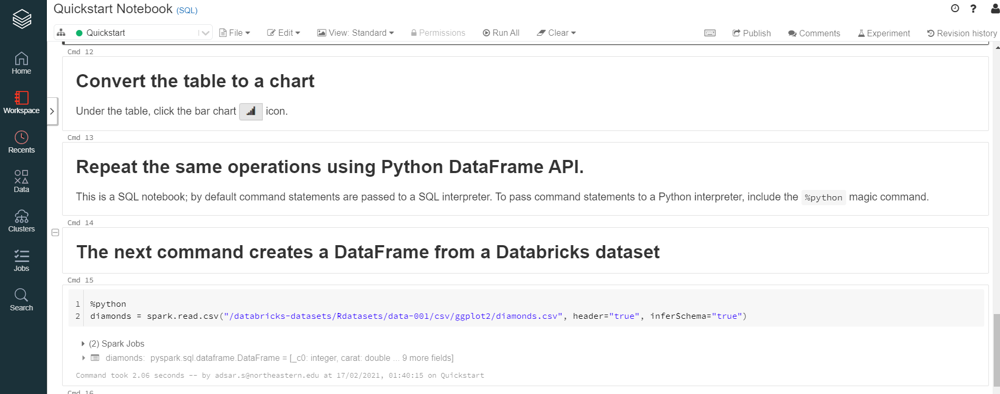 Quickstart Notebook (SQL)
Quickstart File Edit View: Standard Permissions Run All Clear Publish Comments Experiment Revision history
Home
Workspace
Recents
Data
Clusters
Jobs
Search
Cmd 12
Convert the table to a chart
Under the table, click the bar chart icon.
Cmd 13
Repeat the same operations using Python DataFrame API.
This is a SQL notebook; by default command statements are passed to a SQL interpreter. To pass command statements to a Python interpreter, include the %python magic command.
Cmd 14
The next command creates a DataFrame from a Databricks dataset
Cmd 15
1 %python
2 diamonds = spark.read.csv("/databricks-datasets/Rdatasets/data-001/csv/ggplot2/diamonds.csv", header="true", inferSchema="true")
(2) Spark Jobs
diamonds: pyspark.sql.dataframe.DataFrame = [_c0: integer, carat: double ... 9 more fields]
Command took 2.06 seconds -- by adsar.s@northeastern.edu at 17/02/2021, 01:40:15 on Quickstart
Cmd 16